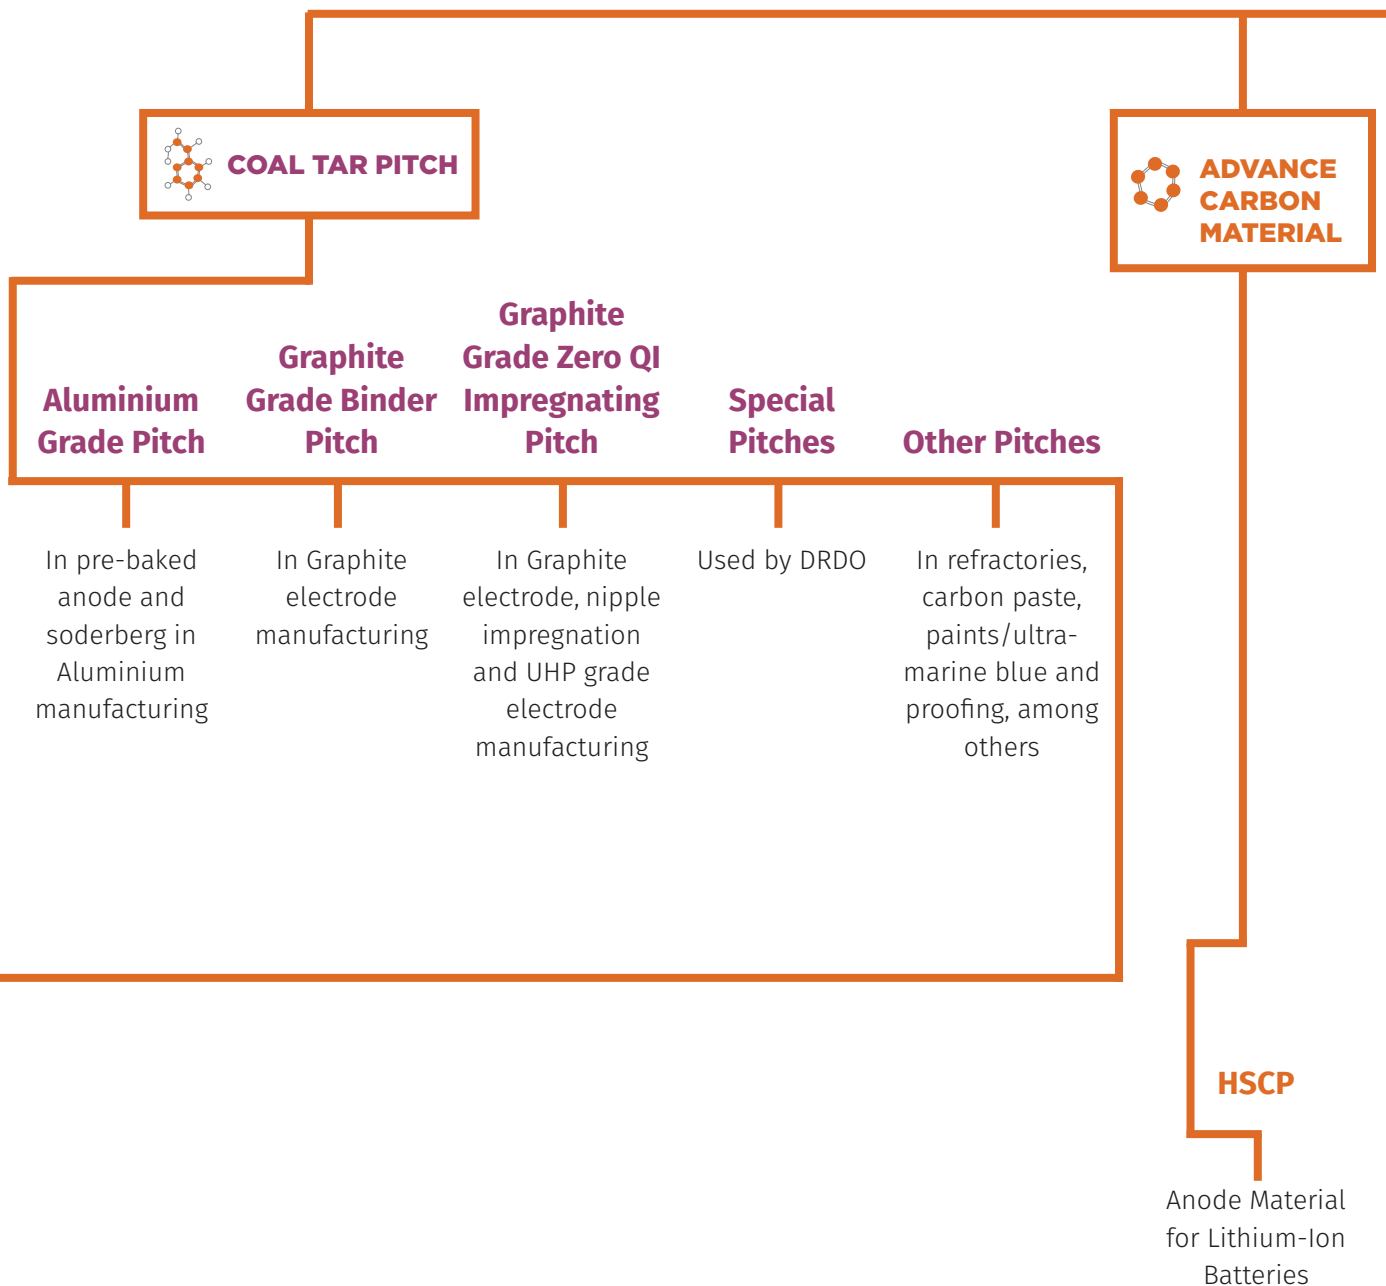 COAL TAR PITCH
ADVANCE
CARBON
MATERIAL
Aluminium
Grade Pitch
Graphite
Grade Binder
Pitch
Graphite
Grade Zero QI
Impregnating
Pitch
Special
Pitches
Other Pitches
In pre-baked
anode and
soderberg in
Aluminium
manufacturing
In Graphite
electrode
manufacturing
In Graphite
electrode, nipple
impregnation
and UHP grade
electrode
manufacturing
Used by DRDO
In refractories,
carbon paste,
paints/ultra-
marine blue and
proofing, among
others
HSCP
Anode Material
for Lithium-Ion
Batteries